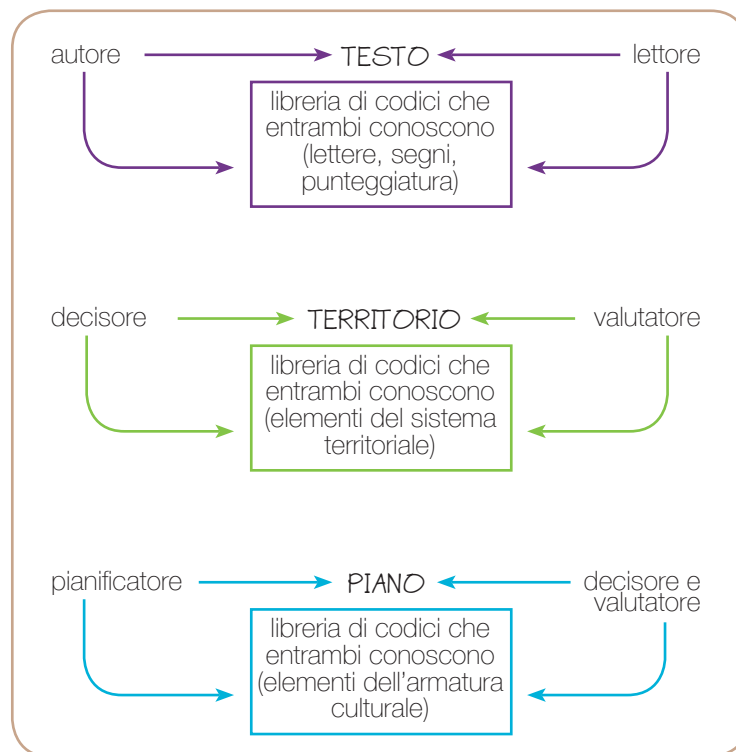 autore TESTO lettore
libreria di codici che
entrambi conoscono
(lettere, segni,
punteggiatura)
decisore TERRITORIO valutatore
libreria di codici che
entrambi conoscono
(elementi del sistema
territoriale)
pianificatore PIANO decisore e
valutatore
libreria di codici che
entrambi conoscono
(elementi dell'armatura
culturale)